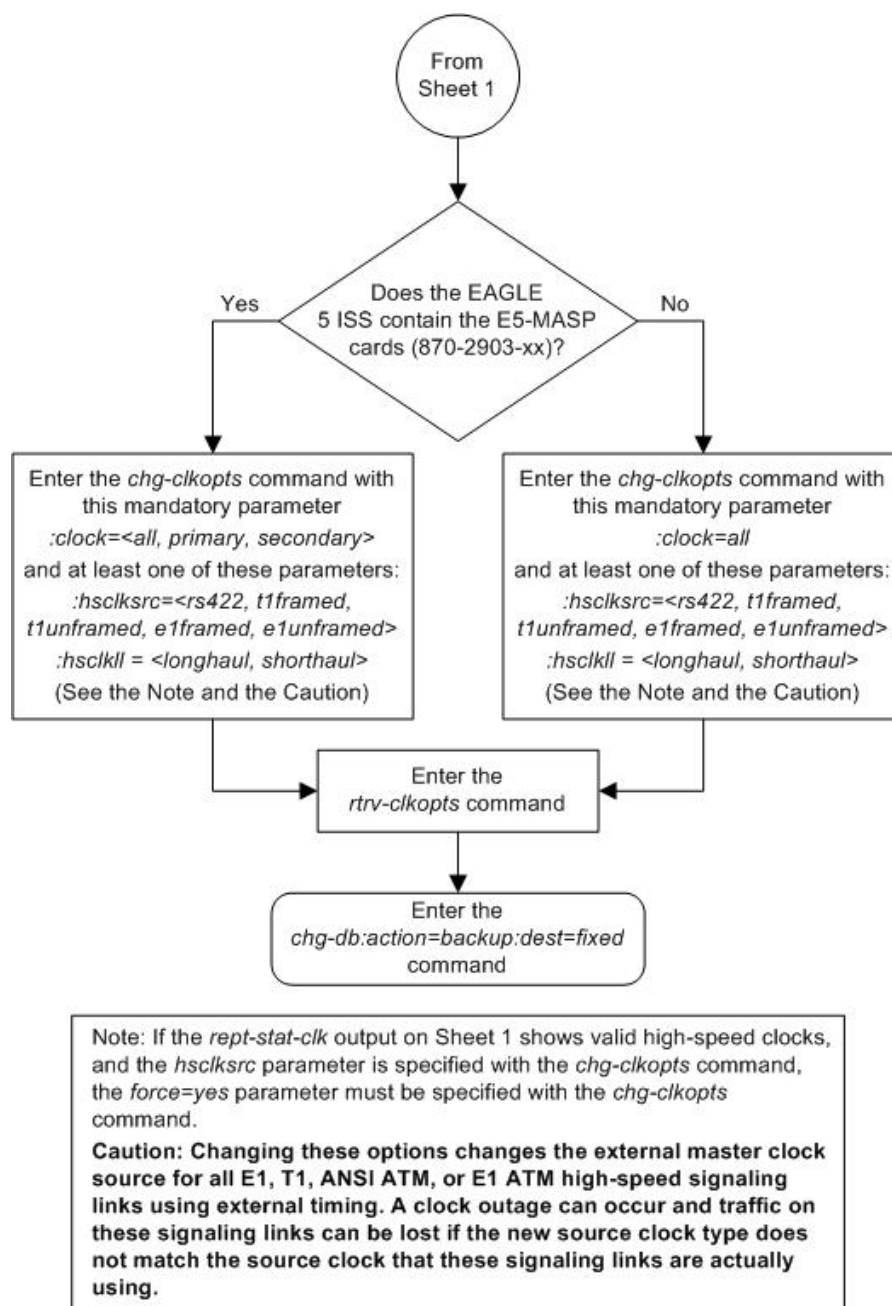 From
Sheet 1
Does the EAGLE
5 ISS contain the E5-MASP
cards (870-2903-xx)?
Yes
No
Enter the chg-clkopts command with
this mandatory parameter
:clock=<all, primary, secondary>
and at least one of these parameters:
:hsclksrc=<rs422, t1framed,
t1unframed, e1framed, e1unframed>
:hsclkll = <longhaul, shorthaul>
(See the Note and the Caution)
Enter the chg-clkopts command with
this mandatory parameter
:clock=all
and at least one of these parameters:
:hsclksrc=<rs422, t1framed,
t1unframed, e1framed, e1unframed>
:hsclkll = <longhaul, shorthaul>
(See the Note and the Caution)
Enter the
rtrv-clkopts command
Enter the
chg-db:action=backup:dest=fixed
command
Note: If the rept-stat-clk output on Sheet 1 shows valid high-speed clocks,
and the hsclksrc parameter is specified with the chg-clkopts command,
the force=yes parameter must be specified with the chg-clkopts
command.
Caution: Changing these options changes the external master clock
source for all E1, T1, ANSI ATM, or E1 ATM high-speed signaling
links using external timing. A clock outage can occur and traffic on
these signaling links can be lost if the new source clock type does
not match the source clock that these signaling links are actually
using.